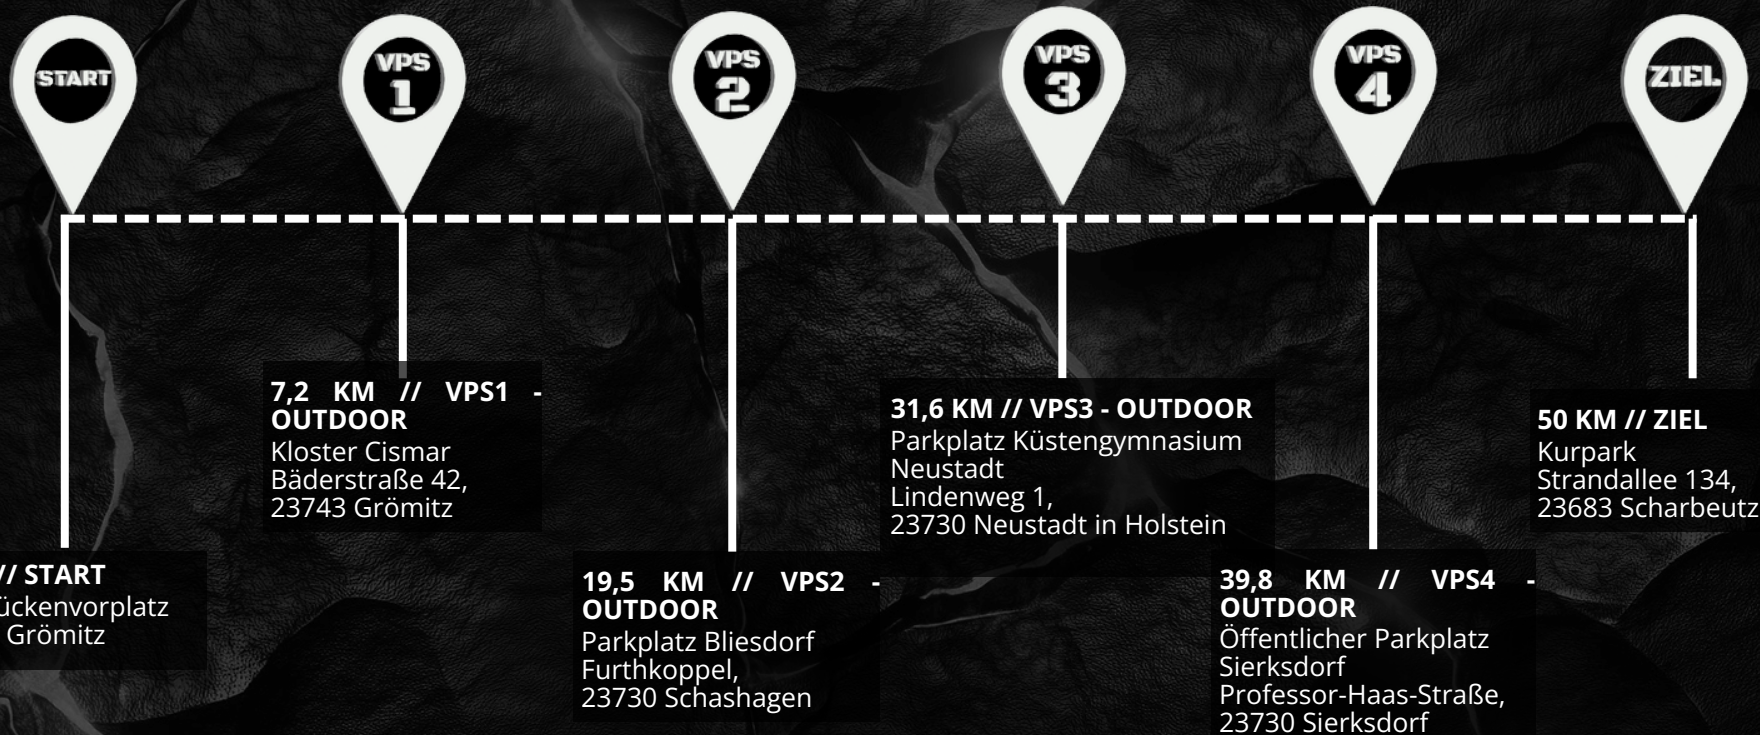 START
VPS
1
VPS
2
VPS
3
VPS
4
ZIEL
// START
ückenvorplatz
Grömitz
7,2 KM // VPS1 -
OUTDOOR
Kloster Cismar
Bäderstraße 42,
23743 Grömitz
19,5 KM // VPS2 -
OUTDOOR
Parkplatz Bliesdorf
Furthkoppel,
23730 Schashagen
31,6 KM // VPS3 - OUTDOOR
Parkplatz Küstengymnasium
Neustadt
Lindenweg 1,
23730 Neustadt in Holstein
39,8 KM // VPS4 -
OUTDOOR
Öffentlicher Parkplatz
Sierksdorf
Professor-Haas-Straße,
23730 Sierksdorf
50 KM // ZIEL
Kurpark
Strandallee 134,
23683 Scharbeutz